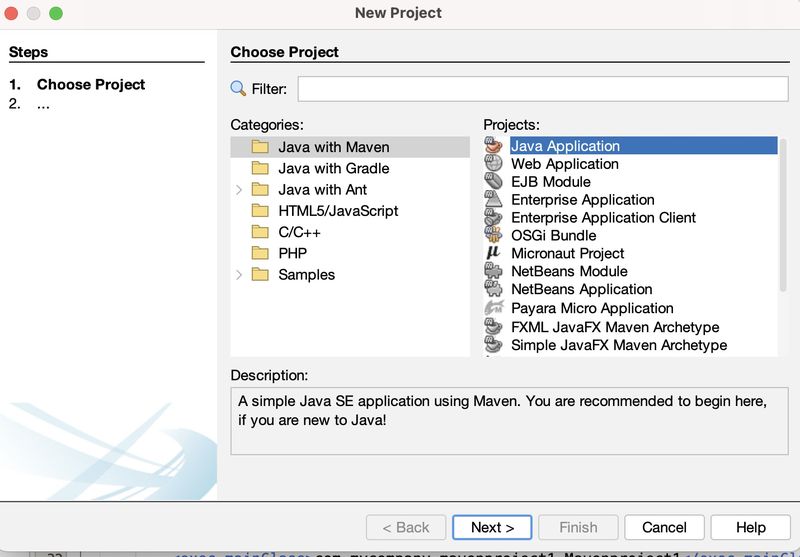 New Project
Steps
1. Choose Project
2. ...
Choose Project
Filter:
Categories:
Java with Maven
Java with Gradle
Java with Ant
HTML5/JavaScript
C/C++
PHP
Samples
Projects:
Java Application
Web Application
EJB Module
Enterprise Application
Enterprise Application Client
OSGi Bundle
Micronaut Project
NetBeans Module
NetBeans Application
Payara Micro Application
FXML JavaFX Maven Archetype
Simple JavaFX Maven Archetype
Description:
A simple Java SE application using Maven. You are recommended to begin here,
if you are new to Java!
< Back
Next >
Finish
Cancel
Help